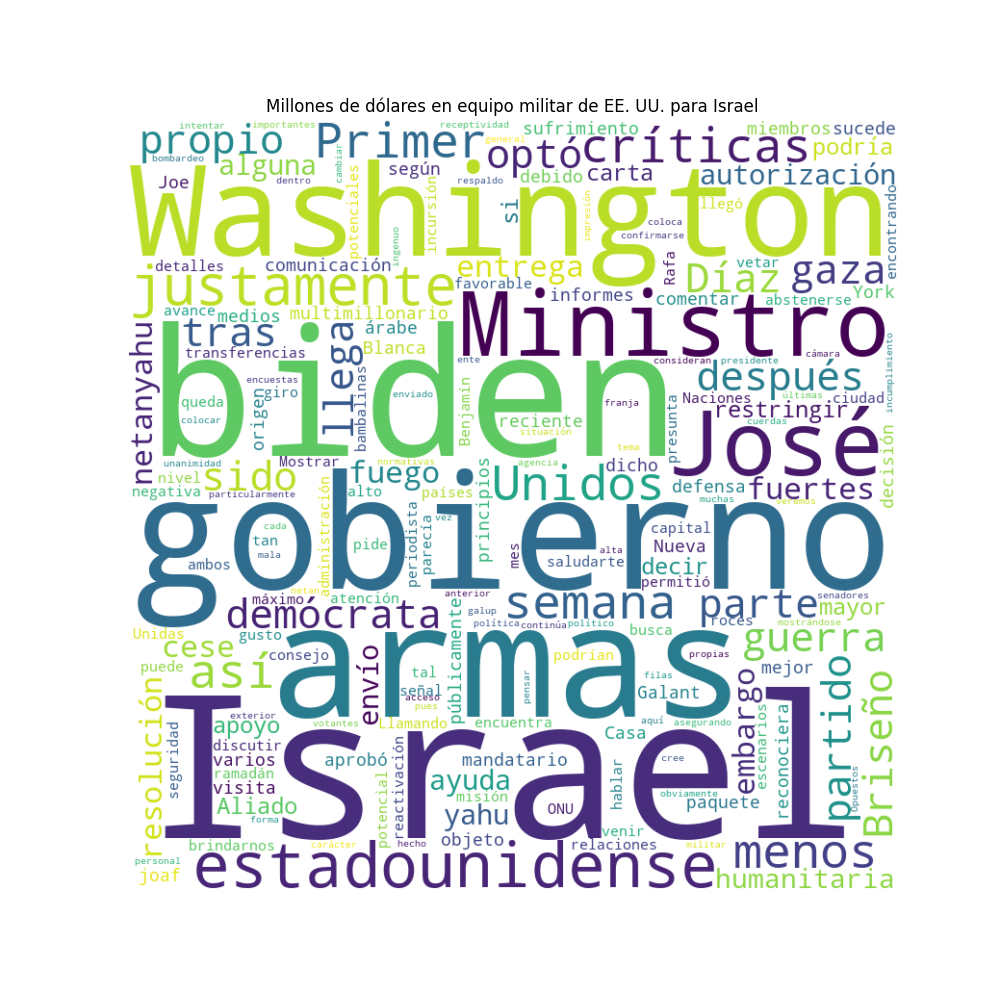 Millones de dólares en equipo militar de EE. UU. para Israel
intentar importantes receptividad sufrimiento miembros sucede
propio Primer general optó críticas podría
bombardeo alguna cambiar según debido carta autorización
Joe dentro potenciales incursión respaldo si impresión llegó coloca encontrando
Washington
ingenuo confirmarse Rafa
detalles comunicación entrega Díaz vetar gaza
justamente favorable informes comentar abstenerse York
avance medios multimillonario Ministro
netanyahu tras llega árabe
transferencias bambalinas Blanca ente consideran presidente cámara incumplimiento
biden
encuestas giro enviado Benjamín reciente franja presunta después últimas
queda origen Naciones restringir ciudad
colocar situación José cuerdas decisión
unanimidad Mostrar normativas tema
nivel sido fuego agencia dicho defensa fuertes
negativa particularmente alto países principios Unidos muchas veremos
gobierno
administración periodista parecía vez capital
cada tan pide mes Nueva
ambos mala saludarte alta decir
permitió
máximo atención anterior semana parte senadores
demócrata galup roces mayor
Unidas gusto política continúa político busca mostrándose
cese consejo armas guerra
puede así envío públicamente podrían propias mejor
resolución tal pensar filas
señal acceso Galant embargo partido Briseño
exterior votantes pues aquí
apoyo Llamando encuentra Casa asegurando escenarios reconociera
seguridad discutir
varios aprobó reactivación mandatario cree Opuestos
Israel
ramadán ayuda hablar
visita misión obviamente
Aliado forma potencial yahu ONU paquete
brindarnos carácter hecho objeto venir relaciones militar
personal estadounidense menos
joaf humanitaria
netan